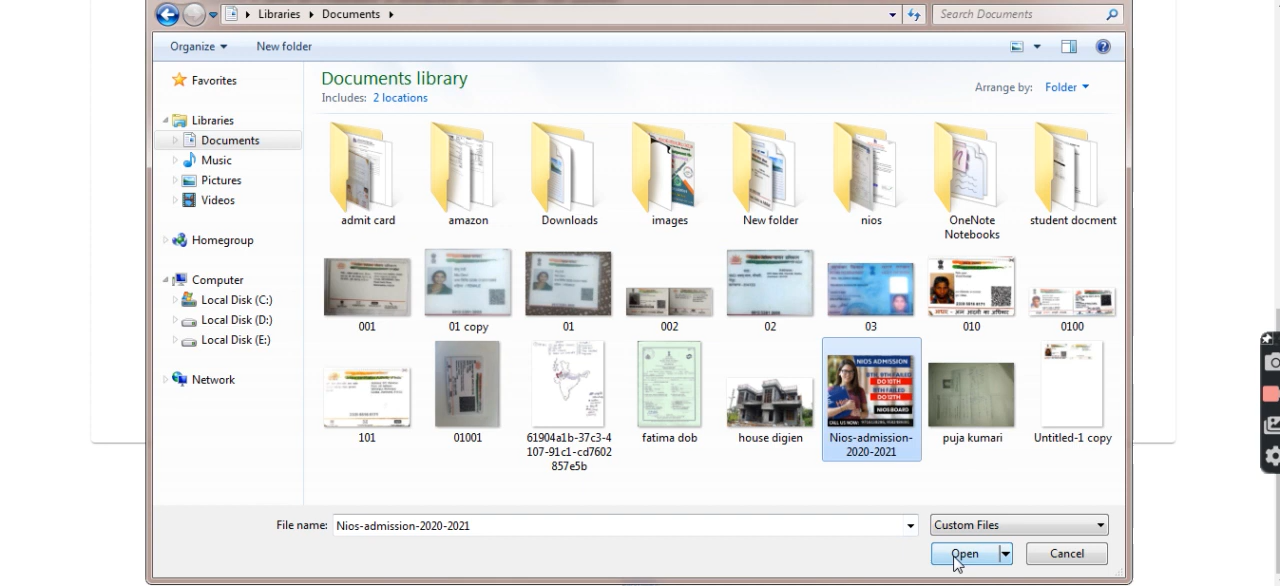 Libraries Documents
Search Documents
Organize New folder
Favorites
Libraries
Documents
Music
Pictures
Videos
Homegroup
Computer
Local Disk (C:)
Local Disk (D:)
Local Disk (E:)
Network
Documents library
Includes: 2 locations
Arrange by: Folder
admit card
amazon
Downloads
images
New folder
nios
OneNote
Notebooks
student docment
001
01 copy
01
002
02
03
010
0100
NIOS ADMISSION
DO 10TH
DO 12TH
NIOS BOARD
101
01001
61904a1b-37c3-4
107-91c1-cd7602
857e5b
fatima dob
house digien
Nios-admission-
2020-2021
puja kumari
Untitled-1 copy
File name: Nios-admission-2020-2021
Custom Files
Open
Cancel